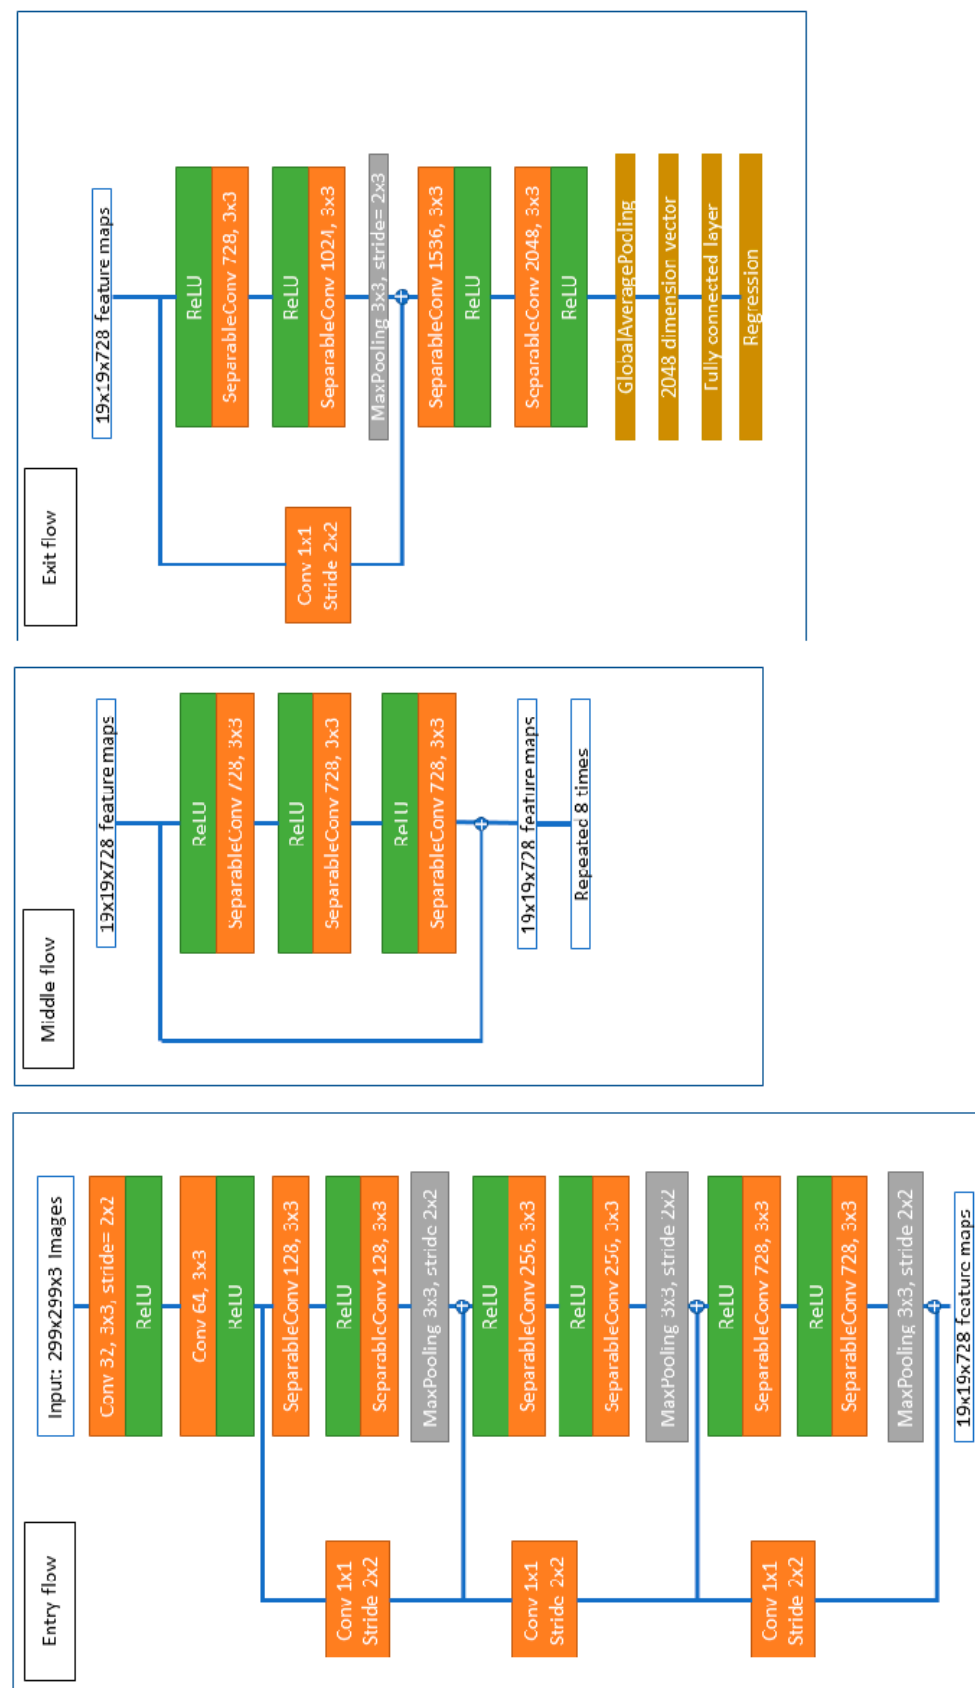 Entry flow
Input: 299x299x3 Images
Conv 32, 3x3, stride= 2x2
ReLU
Conv 64, 3x3
ReLU
SeparableConv 128, 3x3
ReLU
SeparableConv 128, 3x3
MaxPooling 3x3, stride 2x2
Conv 1x1
Stride 2x2
ReLU
SeparableConv 256, 3x3
ReLU
SeparableConv 256, 3x3
MaxPooling 3x3, stride 2x2
Conv 1x1
Stride 2x2
ReLU
SeparableConv 728, 3x3
ReLU
SeparableConv 728, 3x3
MaxPooling 3x3, stride 2x2
Conv 1x1
Stride 2x2
19x19x728 feature maps
Middle flow
19x19x728 feature maps
ReLU
SeparableConv 728, 3x3
ReLU
SeparableConv 728, 3x3
ReLU
SeparableConv 728, 3x3
19x19x728 feature maps
Repeated 8 times
Exit flow
19x19x728 feature maps
ReLU
SeparableConv 728, 3x3
ReLU
SeparableConv 1024, 3x3
MaxPooling 3x3, stride= 2x3
Conv 1x1
Stride 2x2
SeparableConv 1536, 3x3
ReLU
SeparableConv 2048, 3x3
ReLU
GlobalAveragePooling
2048 dimension vector
Fully connected layer
Regression